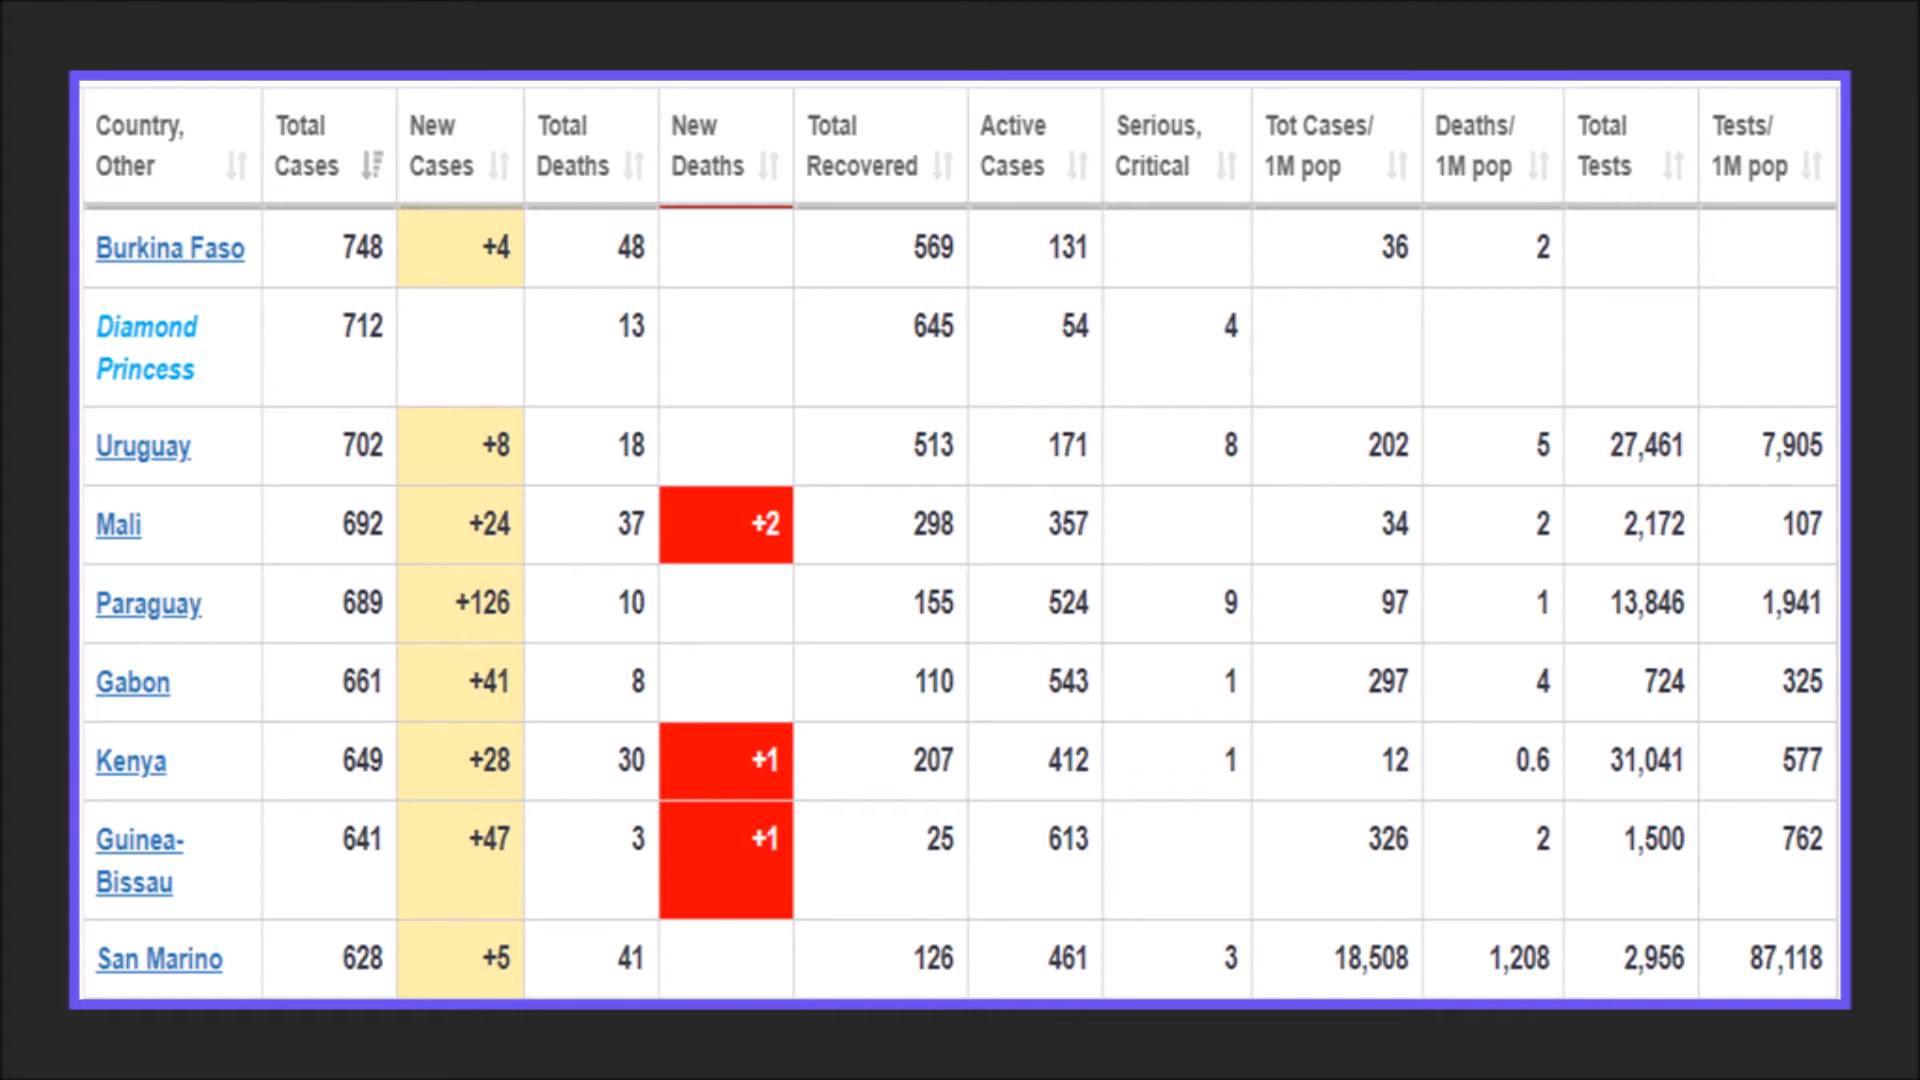 Country, Other Total Cases New Cases Total Deaths New Deaths Total Recovered Active Cases Serious, Critical Tot Cases/ 1M pop Deaths/ 1M pop Total Tests Tests/ 1M pop
Burkina Faso 748 +4 48 569 131 36 2
Diamond Princess 712 13 645 54 4
Uruguay 702 +8 18 513 171 8 202 5 27,461 7,905
Mali 692 +24 37 +2 298 357 34 2 2,172 107
Paraguay 689 +126 10 155 524 9 97 1 13,846 1,941
Gabon 661 +41 8 110 543 1 297 4 724 325
Kenya 649 +28 30 +1 207 412 1 12 0.6 31,041 577
Guinea-Bissau 641 +47 3 +1 25 613 326 2 1,500 762
San Marino 628 +5 41 126 461 3 18,508 1,208 2,956 87,118